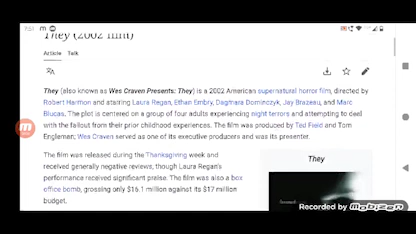 7:51
They (2002 film)
Article Talk
They (also known as Wes Craven Presents: They) is a 2002 American supernatural horror film, directed by
Robert Harmon and starring Laura Regan, Ethan Embry, Dagmara Dominczyk, Jay Brazeau, and Marc
Blucas. The plot is centered on a group of four adults experiencing night terrors and attempting to deal
with the fallout from their prior childhood experiences. The film was produced by Ted Field and Tom
Engleman; Wes Craven served as one of its executive producers and was its presenter.
The film was released during the Thanksgiving week and
received generally negative reviews, though Laura Regan's
performance received significant praise. The film was also a box
office bomb, grossing only $16.1 million against its $17 million
budget.
They
Recorded by Mobizen